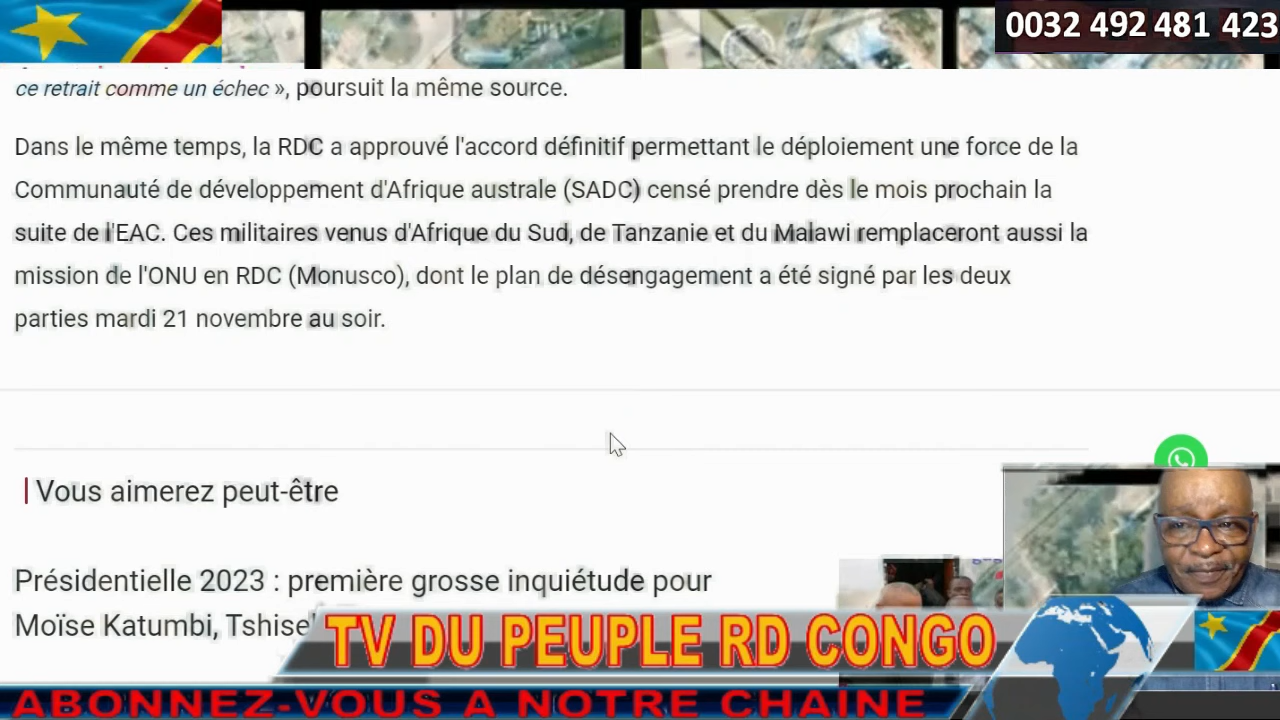 0032 492 481 423
ce retrait comme un échec », poursuit la même source.
Dans le même temps, la RDC a approuvé l'accord définitif permettant le déploiement une force de la
Communauté de développement d'Afrique australe (SADC) censé prendre dès le mois prochain la
suite de l'EAC. Ces militaires venus d'Afrique du Sud, de Tanzanie et du Malawi remplaceront aussi la
mission de l'ONU en RDC (Monusco), dont le plan de désengagement a été signé par les deux
parties mardi 21 novembre au soir.
Vous aimerez peut-être
Présidentielle 2023 : première grosse inquiétude pour
Moïse Katumbi,
TV DU PEUPLE RD CONGO
ABONNEZ-VOUS A NOTRE CHAINE